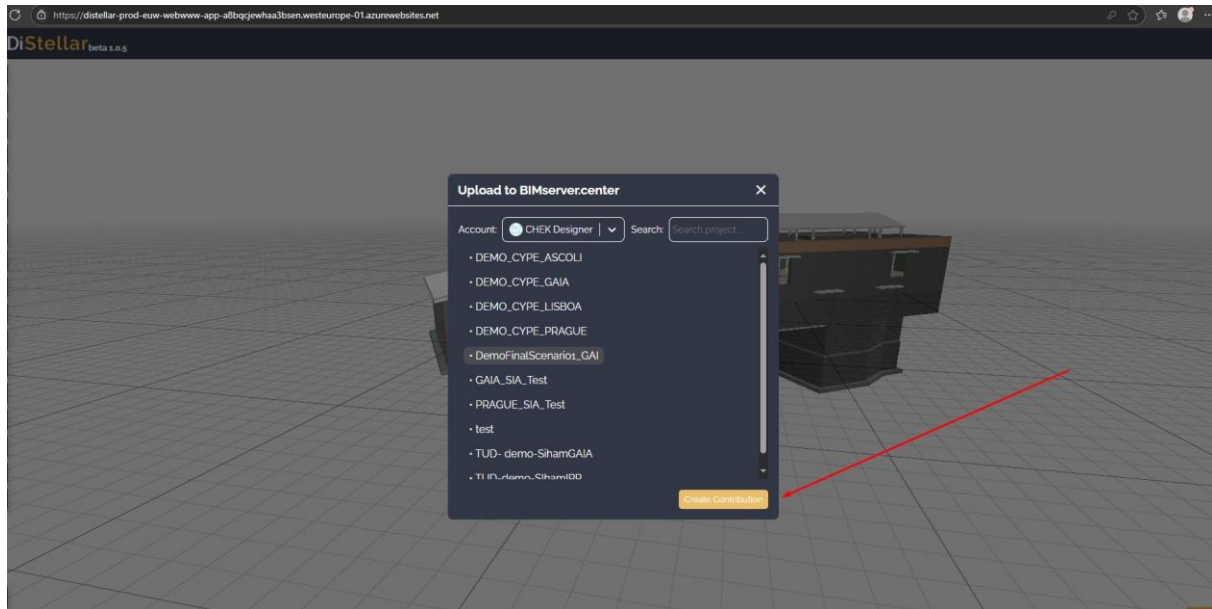 https://distellar-prod-euw-webwww-app-a8bqcjewhaa3bsen.westeurope-01.azurewebsites.net
DiStellar beta 1.0.5
Upload to BIMserver.center
Account: CHEK Designer Search: Search project...
• DEMO_CYPE_ASCOLI
• DEMO_CYPE_GAIA
• DEMO_CYPE_LISBOA
• DEMO_CYPE_PRAGUE
• DemoFinalScenario1_GAI
• GAIA_SIA_Test
• PRAGUE_SIA_Test
• test
• TUD- demo-SihamGAIA
Create Contribution